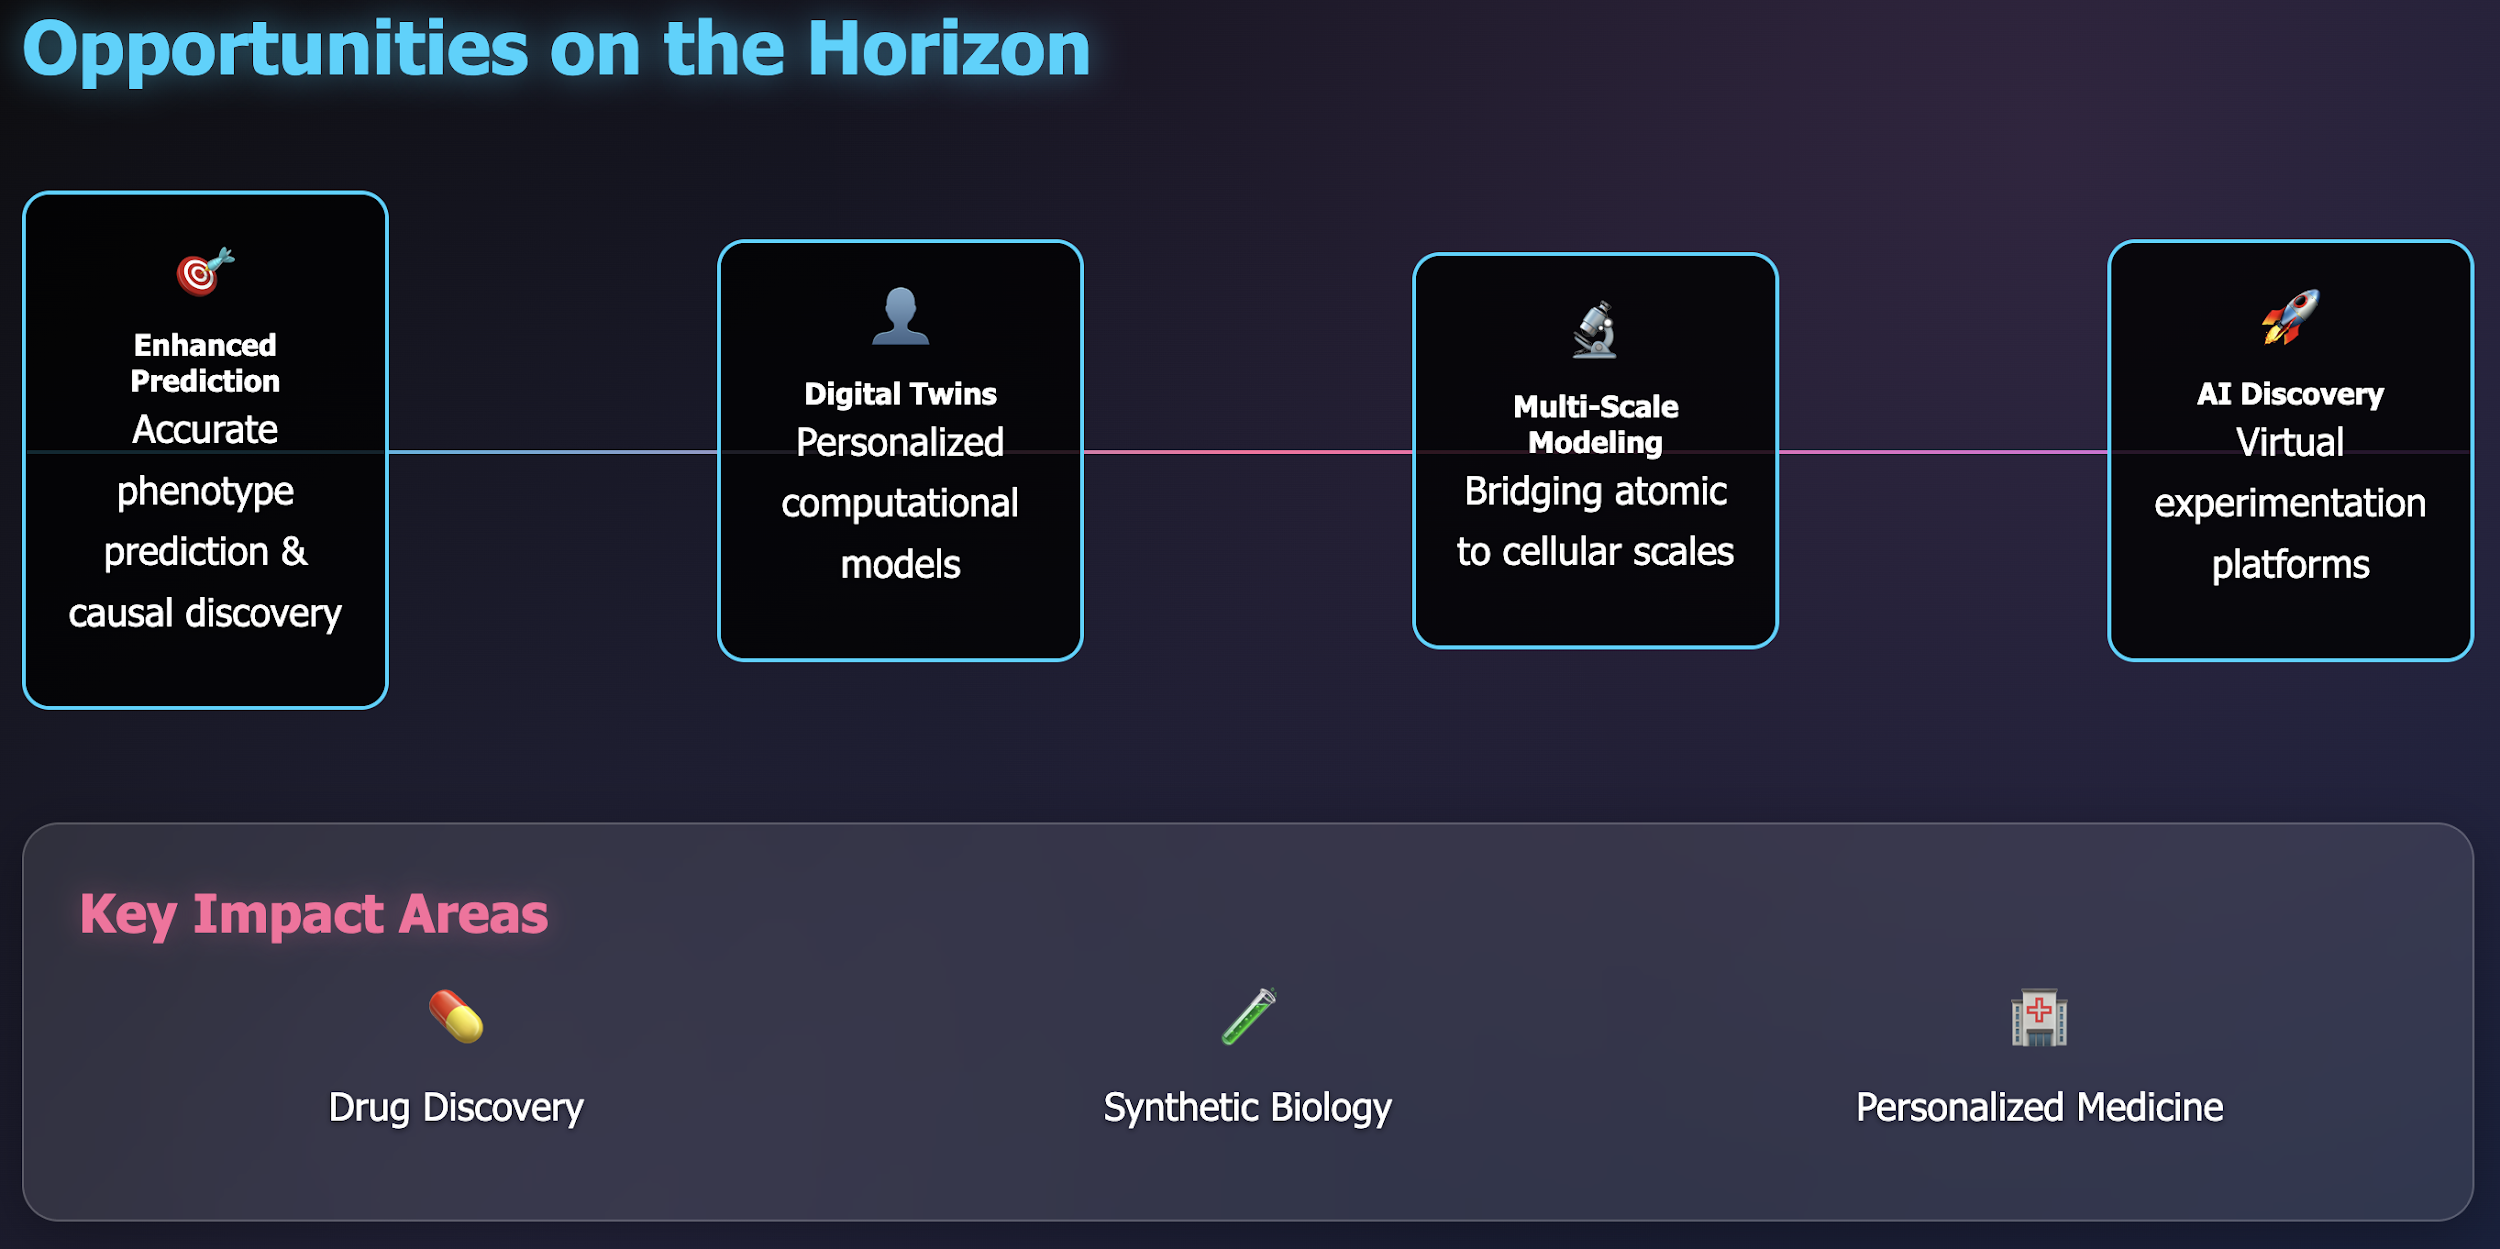 Opportunities on the Horizon
Enhanced
Prediction
Accurate
phenotype
prediction &
causal discovery
Digital Twins
Personalized
computational
models
Multi-Scale
Modeling
Bridging atomic
to cellular scales
AI Discovery
Virtual
experimentation
platforms
Key Impact Areas
Drug Discovery
Synthetic Biology
Personalized Medicine